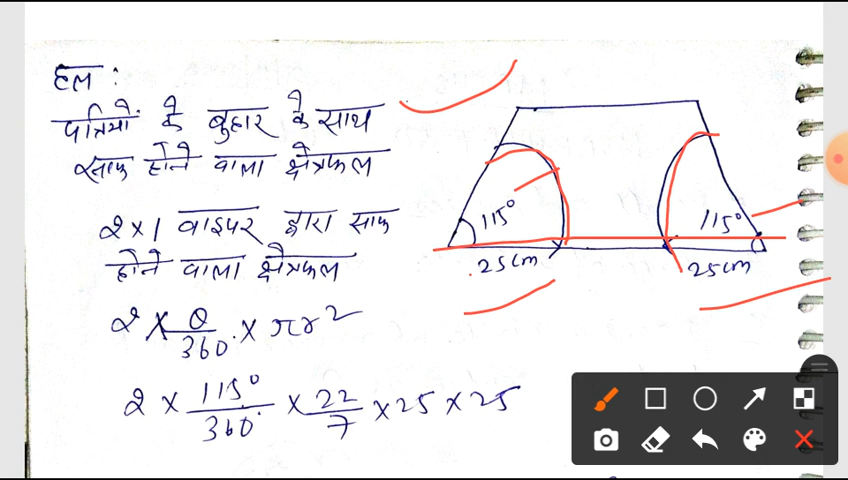 हल :
पत्तियों के बुहार के साथ
साफ होने वाला क्षेत्रफल
2 × 1 वाइपर द्वारा साफ
होने वाला क्षेत्रफल
2 × θ/360 × πr²
2 × 115°/360° × 22/7 × 25 × 25
115° 115°
25cm 25cm